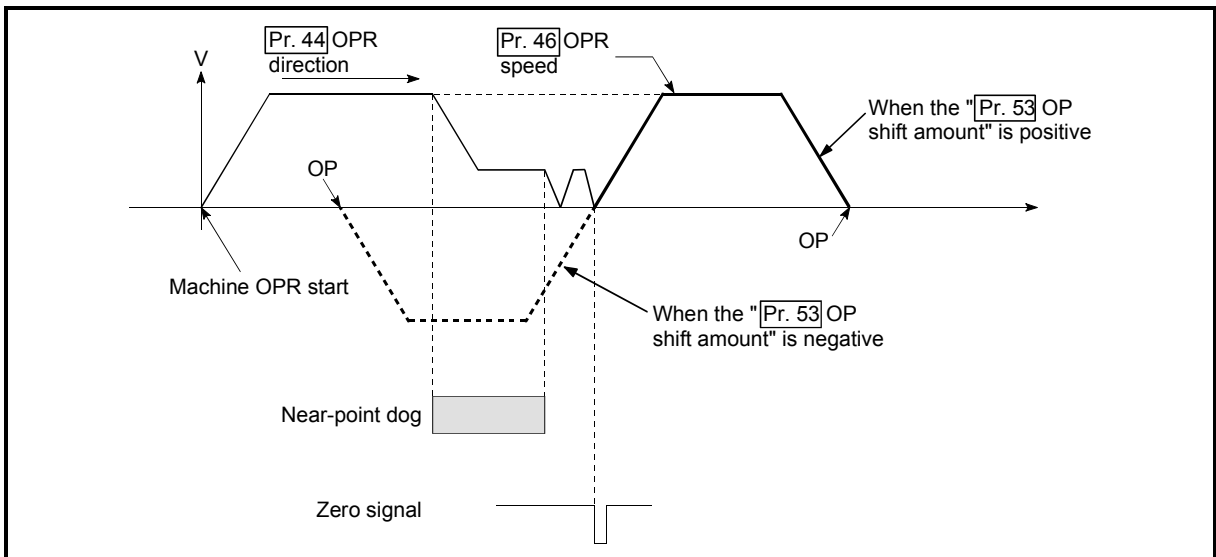 Pr. 44 OPR
direction
Pr. 46 OPR
speed
V
When the "Pr. 53 OP
shift amount" is positive
OP
OP
Machine OPR start
When the "Pr. 53 OP
shift amount" is negative
Near-point dog
Zero signal